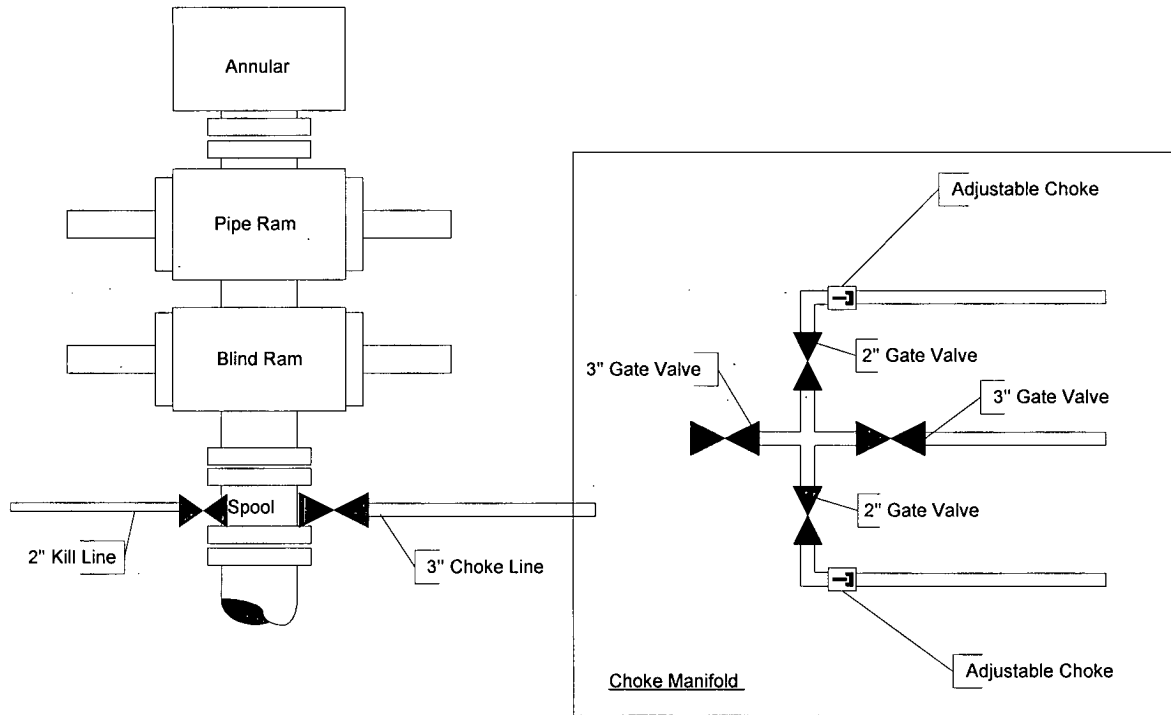 Annular
Pipe Ram
Blind Ram
Spool
2" Kill Line
3" Choke Line
Adjustable Choke
2" Gate Valve
3" Gate Valve
3" Gate Valve
2" Gate Valve
Adjustable Choke
Choke Manifold